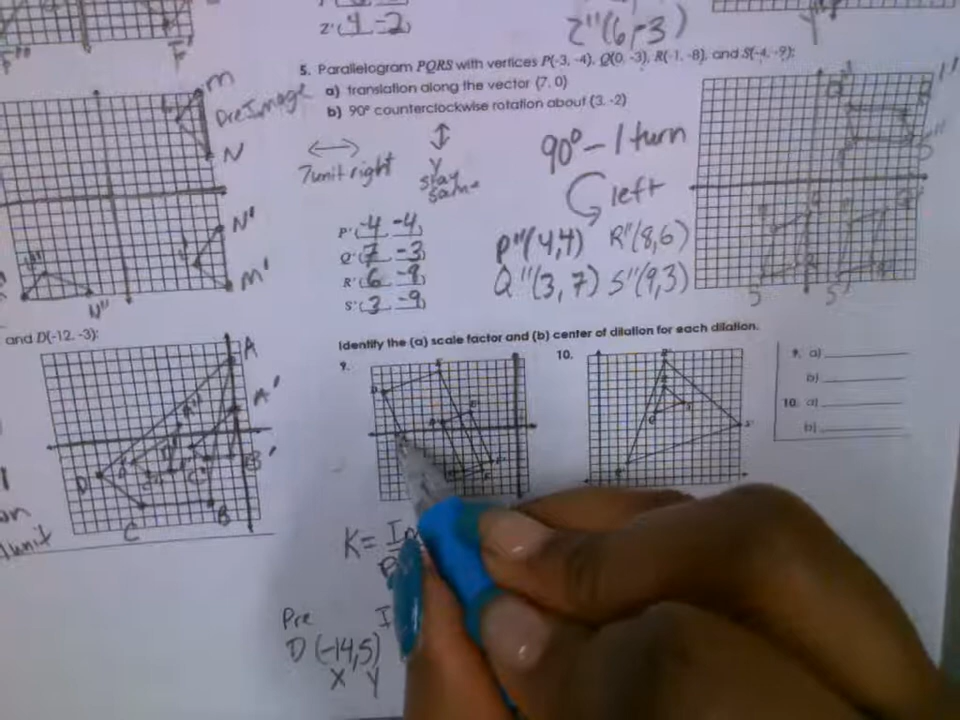 Z'(4, -2)
Z''(6, -3)
5. Parallelogram PQRS with vertices P(-3, -4), Q(0, -3), R(-1, -8), and S(-4, -9):
a) translation along the vector ⟨7, 0⟩
b) 90° counterclockwise rotation about (3, -2)
m
PreImage
N
N'
m'
N''
7unit right
y
stay
same
90° - 1 turn
left
P'(-4, -4)
Q'(7, -3)
R'(6, -8)
S'(3, -9)
P''(4,4) R''(8,6)
Q''(3,7) S''(9,3)
and D(-12, -3):
A
A'
A''
B'
D
C
B
unit
Identify the (a) scale factor and (b) center of dilation for each dilation.
9.
10.
9. a)
b)
10. a)
b)
K=
Pre
D (-14,5)
X Y